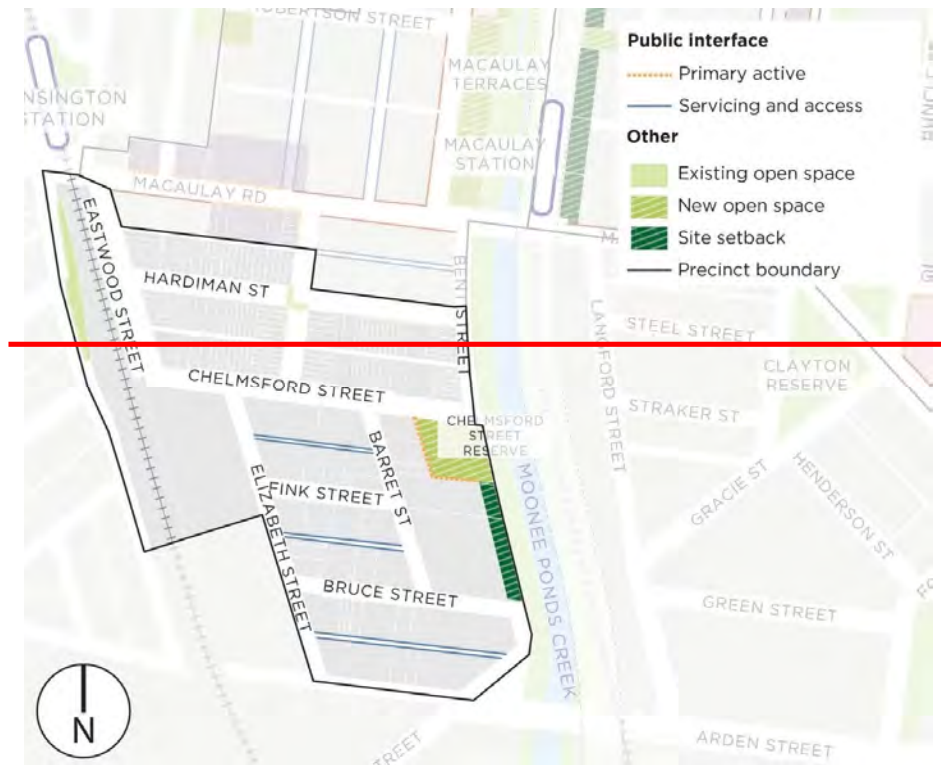 ROBERTSON STREET
Public interface
Primary active
Servicing and access
Other
Existing open space
New open space
Site setback
Precinct boundary
MACAULAY
TERRACES
NSINGTON
STATION
MACAULAY
STATION
MACAULAY RD
EASTWOOD STREET
HARDIMAN ST
BENT STREET
LANGFORD STREET
STEEL STREET
CLAYTON
RESERVE
CHELMSFORD STREET
STRAKER ST
CHELMSFORD
STREET
RESERVE
BARRET ST
GRACIE ST
HENDERSON ST
ELIZABETH STREET
FINK STREET
MOONEE PONDS CREEK
BRUCE STREET
GREEN STREET
N
STREET
ARDEN STREET